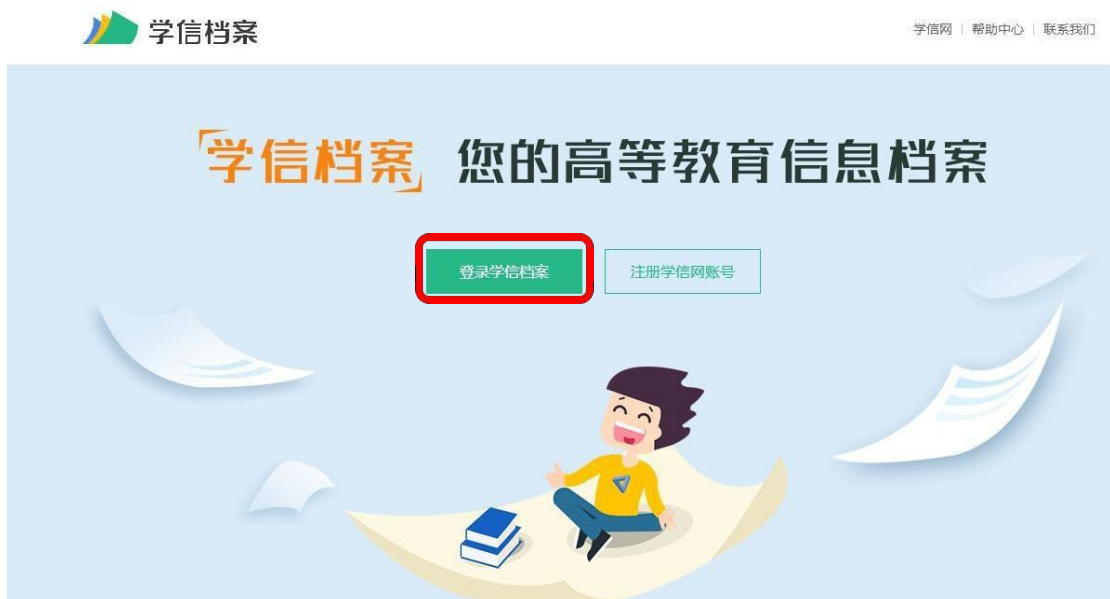 学信档案
学信网 | 帮助中心 | 联系我们
学信档案 您的高等教育信息档案
登录学信档案 注册学信网账号